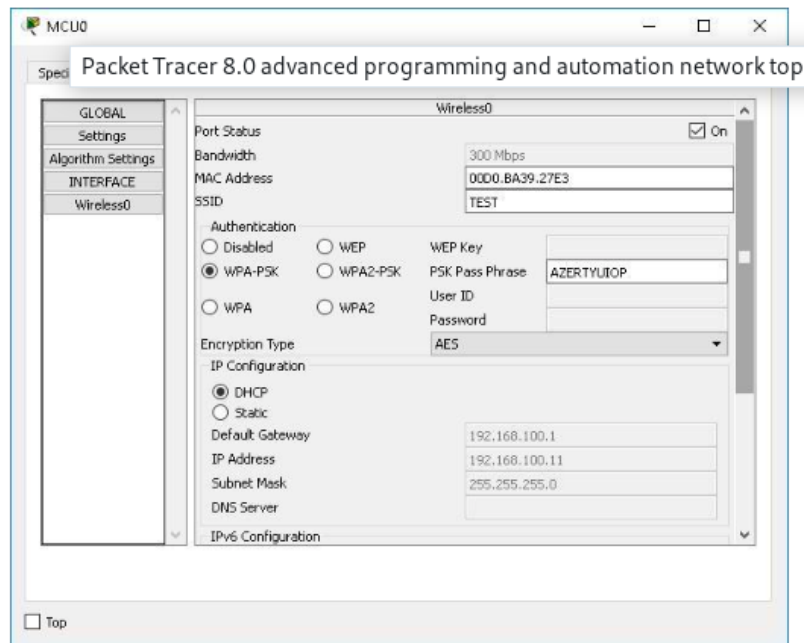 MCU0
Packet Tracer 8.0 advanced programming and automation network top
Speci
GLOBAL
Settings
Algorithm Settings
INTERFACE
Wireless0
Wireless0
Port Status On
Bandwidth 300 Mbps
MAC Address 00D0.BA39.27E3
SSID TEST
Authentication
Disabled WEP WEP Key
WPA-PSK WPA2-PSK PSK Pass Phrase AZERTYUIOP
WPA WPA2 User ID
Password
Encryption Type AES
IP Configuration
DHCP
Static
Default Gateway 192.168.100.1
IP Address 192.168.100.11
Subnet Mask 255.255.255.0
DNS Server
IPv6 Configuration
Top